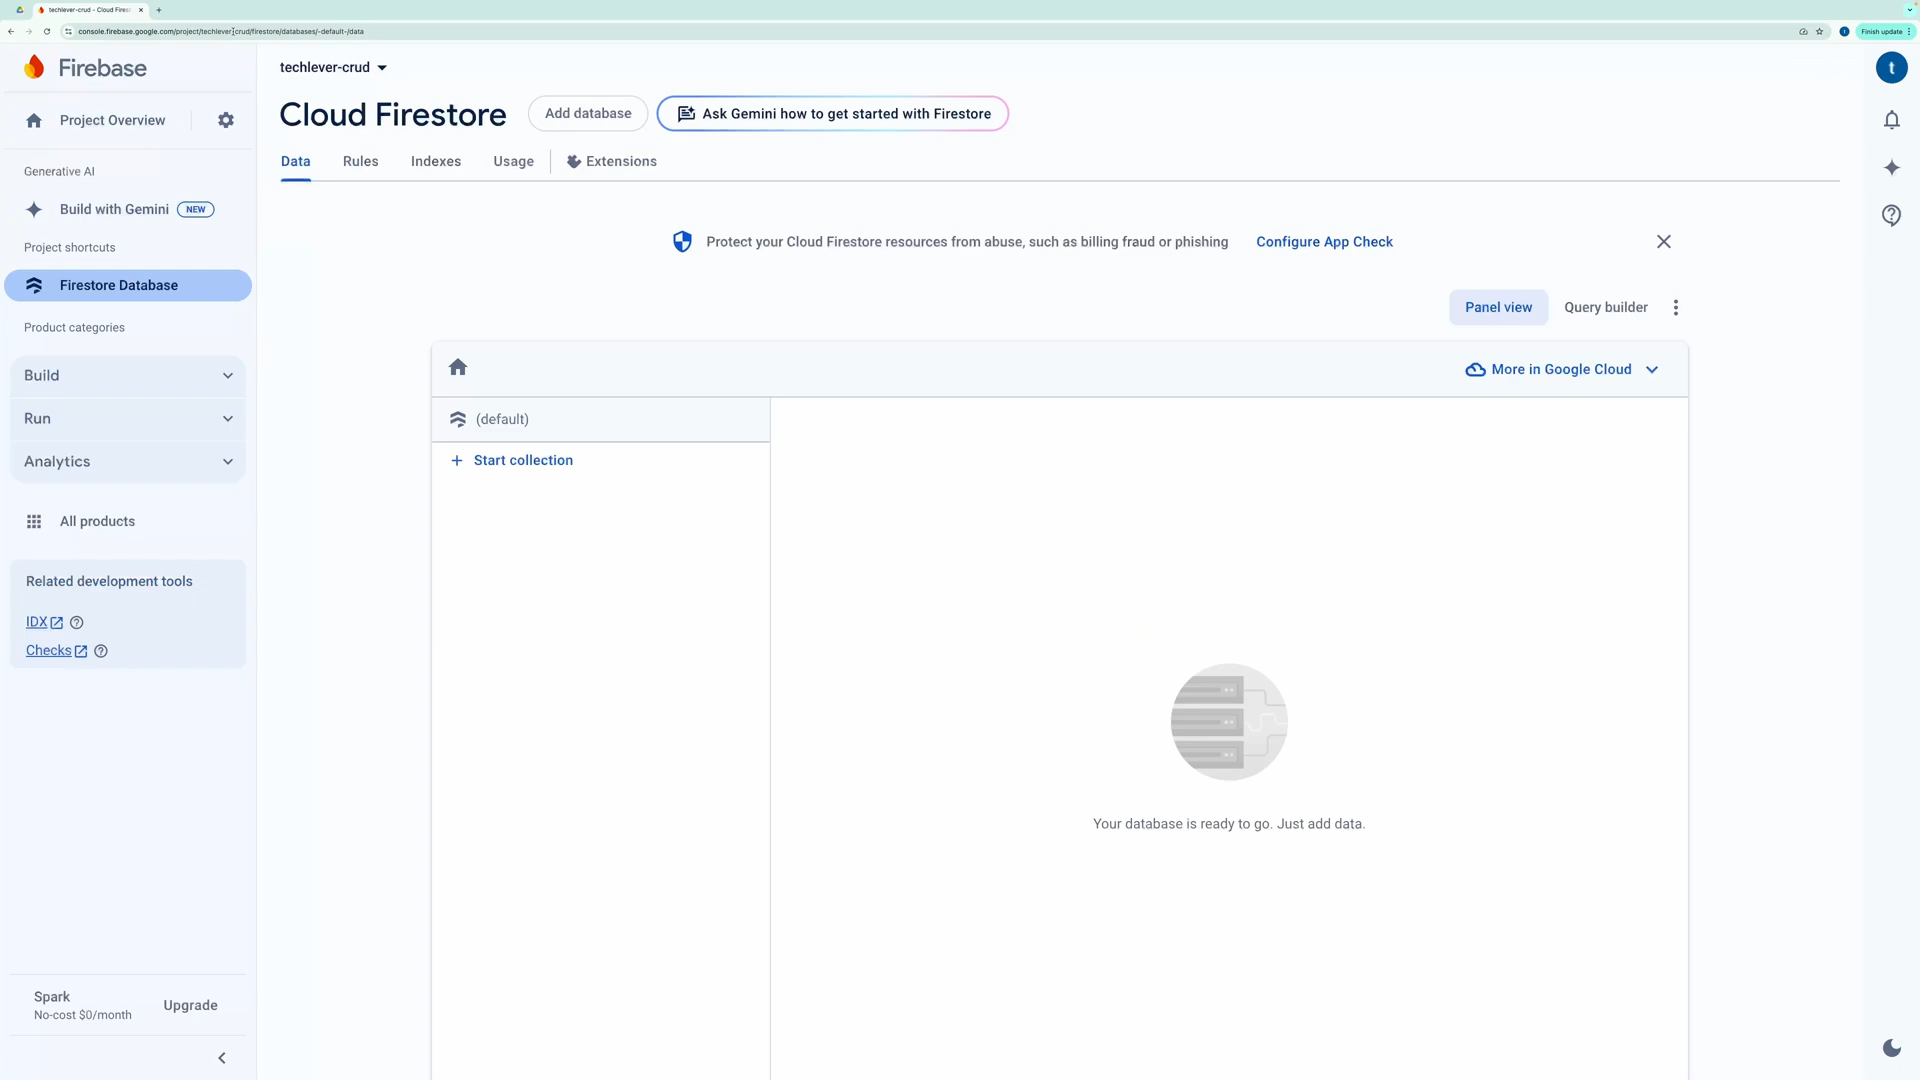 techlever-crud - Cloud Firest
console.firebase.google.com/project/techlever-crud/firestore/databases/-default-/data
Finish update
Firebase
techlever-crud
t
Cloud Firestore
Add database
Ask Gemini how to get started with Firestore
Project Overview
Data
Rules
Indexes
Usage
Extensions
Generative AI
Build with Gemini
NEW
Project shortcuts
Protect your Cloud Firestore resources from abuse, such as billing fraud or phishing
Configure App Check
Firestore Database
Panel view
Query builder
Product categories
Build
More in Google Cloud
Run
(default)
Analytics
Start collection
All products
Related development tools
IDX
Checks
Your database is ready to go. Just add data.
Spark
No-cost $0/month
Upgrade